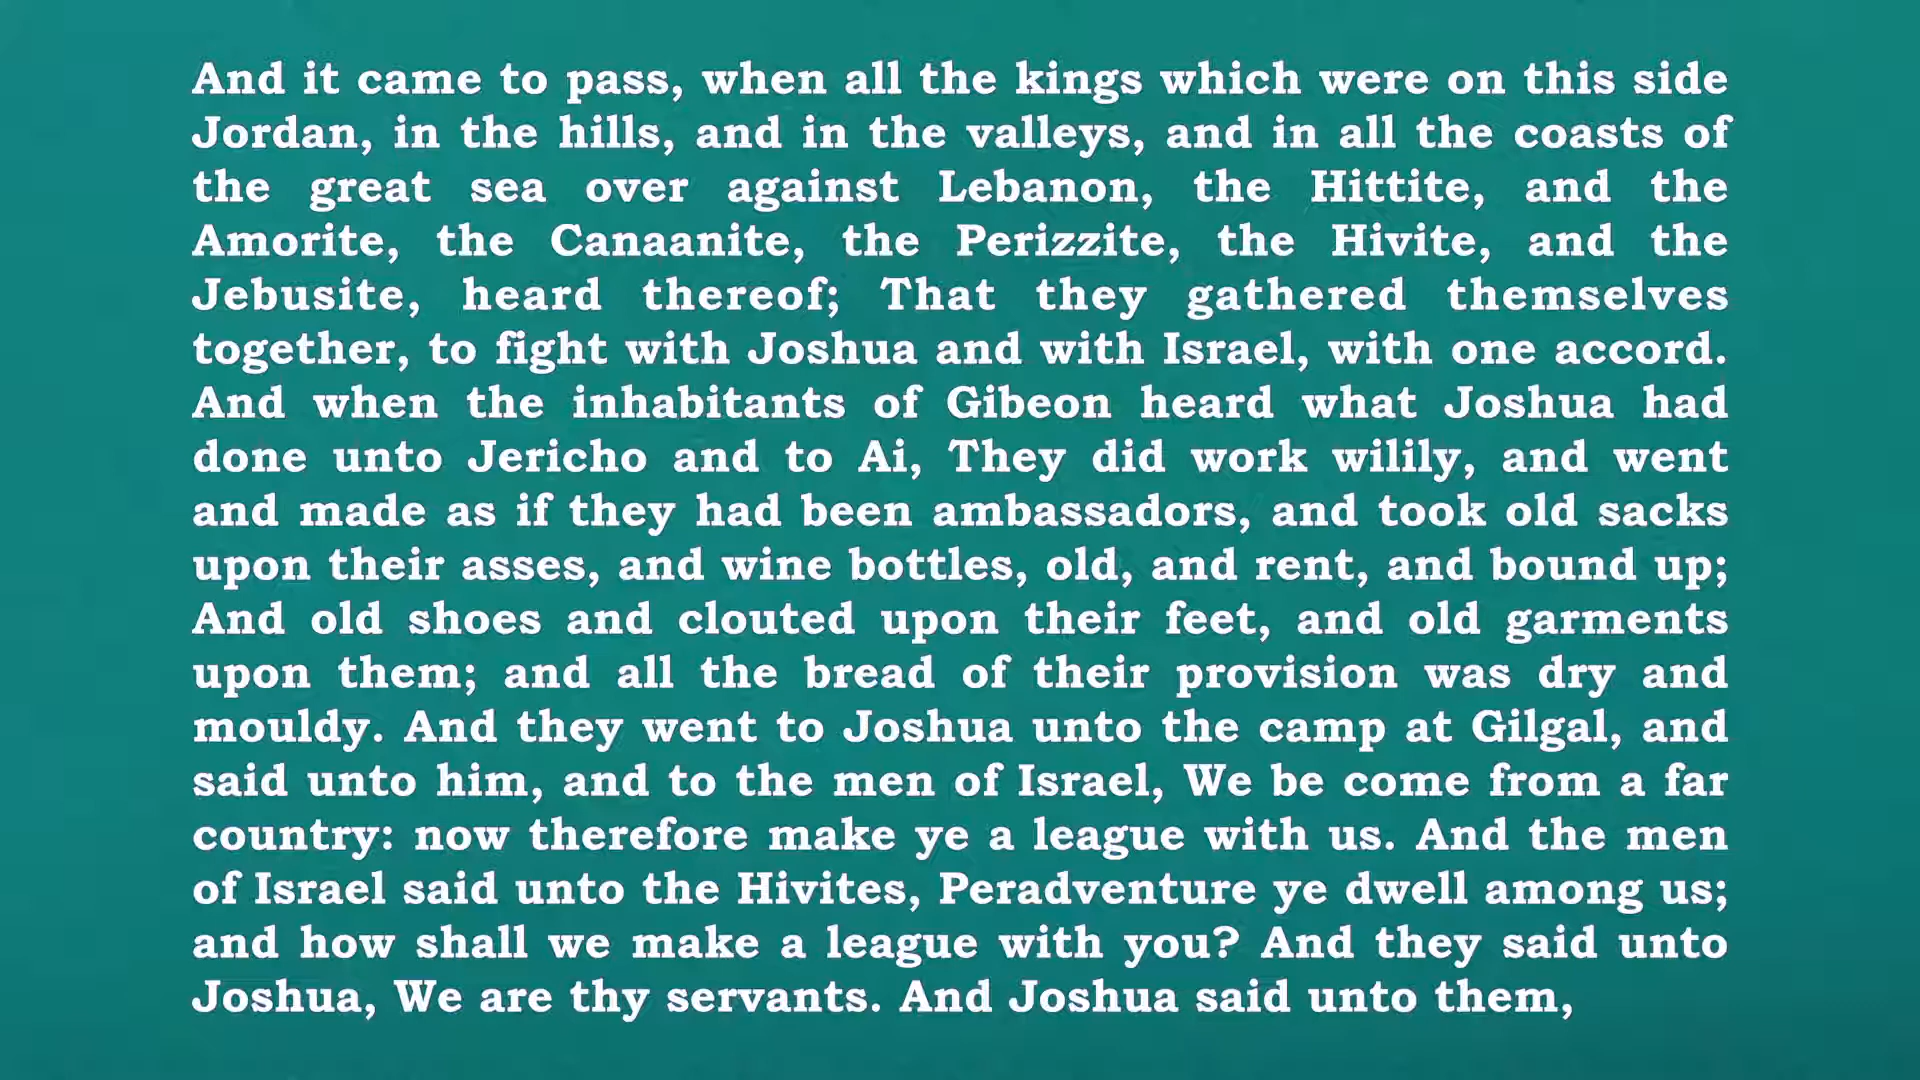 And it came to pass, when all the kings which were on this side
Jordan, in the hills, and in the valleys, and in all the coasts of
the great sea over against Lebanon, the Hittite, and the
Amorite, the Canaanite, the Perizzite, the Hivite, and the
Jebusite, heard thereof; That they gathered themselves
together, to fight with Joshua and with Israel, with one accord.
And when the inhabitants of Gibeon heard what Joshua had
done unto Jericho and to Ai, They did work wilily, and went
and made as if they had been ambassadors, and took old sacks
upon their asses, and wine bottles, old, and rent, and bound up;
And old shoes and clouted upon their feet, and old garments
upon them; and all the bread of their provision was dry and
mouldy. And they went to Joshua unto the camp at Gilgal, and
said unto him, and to the men of Israel, We be come from a far
country: now therefore make ye a league with us. And the men
of Israel said unto the Hivites, Peradventure ye dwell among us;
and how shall we make a league with you? And they said unto
Joshua, We are thy servants. And Joshua said unto them,